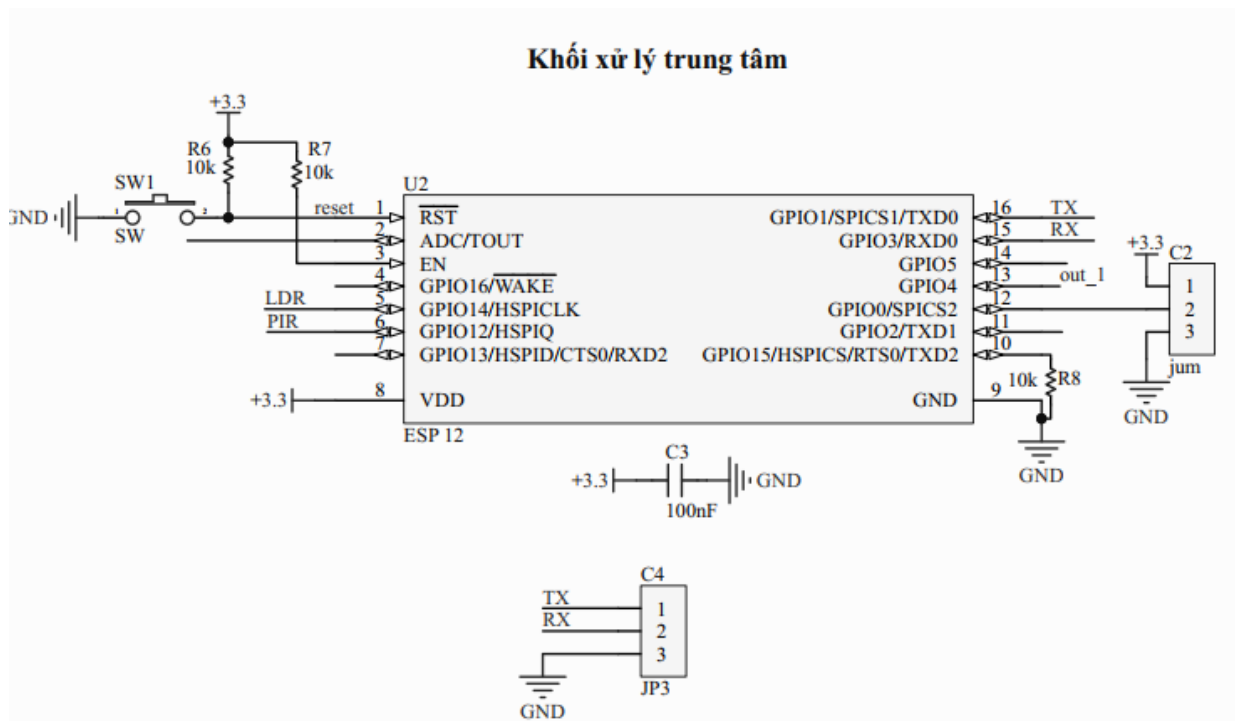 Khối xử lý trung tâm
+3.3
R6
10k
R7
10k
SW1
GND
1
2
SW
reset
U2
1 RST
2 ADC/TOUT
3 EN
4 GPIO16/WAKE
LDR 5 GPIO14/HSPICLK
PIR 6 GPIO12/HSPIQ
7 GPIO13/HSPID/CTS0/RXD2
+3.3 8 VDD
GPIO1/SPICS1/TXD0 16 TX
GPIO3/RXD0 15 RX
GPIO5 14
GPIO4 13 out_1
GPIO0/SPICS2 12
GPIO2/TXD1 11
GPIO15/HSPICS/RTS0/TXD2 10
GND 9
ESP 12
10k R8
GND
+3.3
C2
1
2
3
jum
GND
C3
+3.3
GND
100nF
C4
TX 1
RX 2
3
JP3
GND